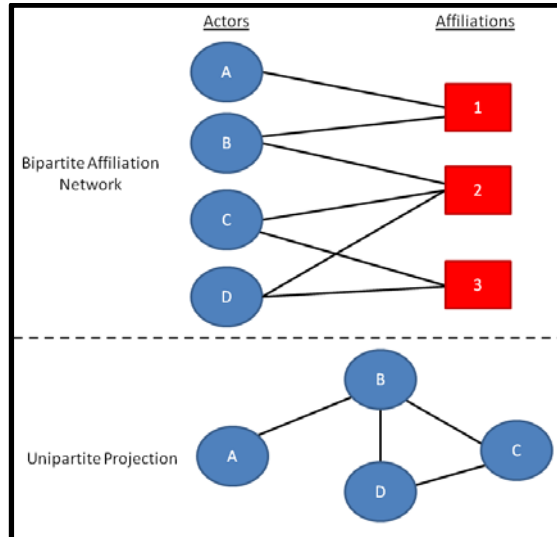 Actors
Affiliations
A
1
B
Bipartite Affiliation
Network
2
C
D
3
B
A
C
Unipartite Projection
D